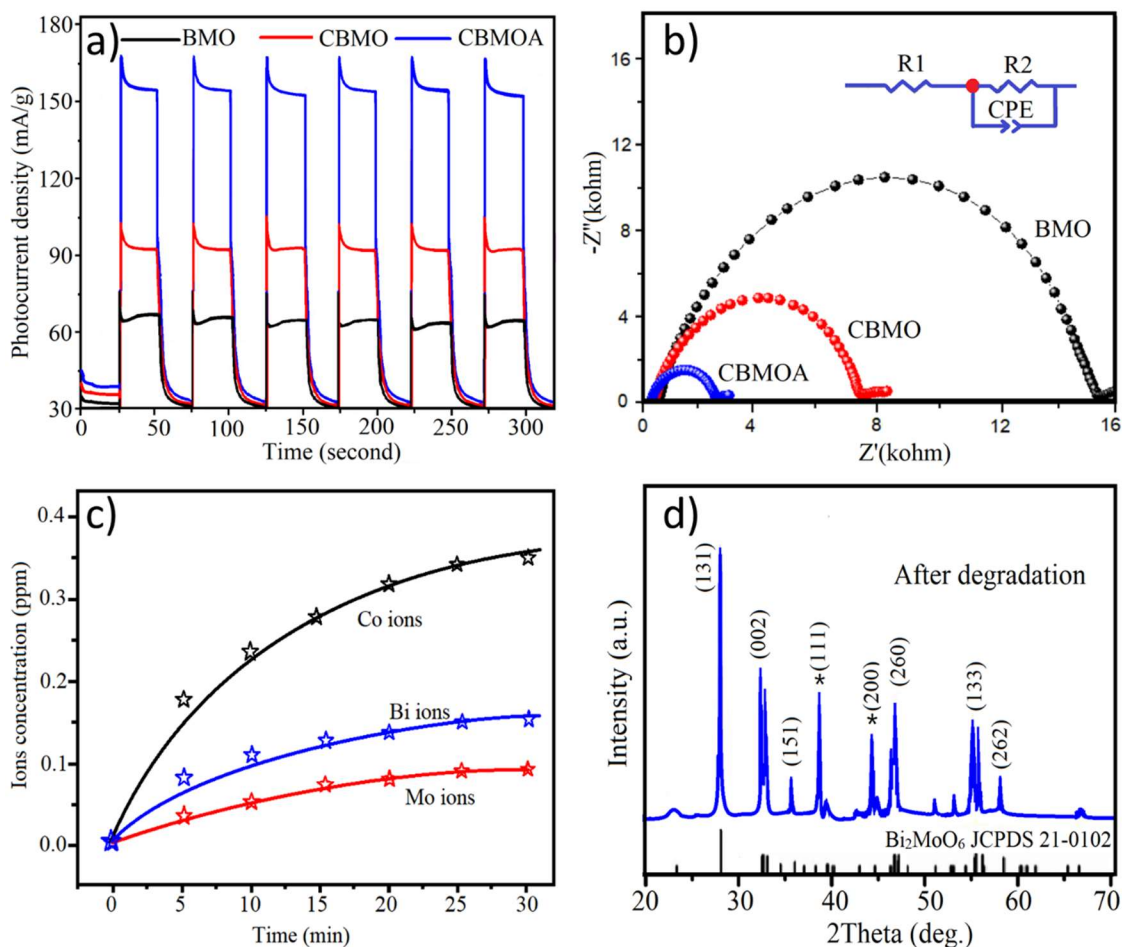 a)
BMO CBMO CBMOA
180
150
120
90
60
30
Photocurrent density (mA/g)
0 50 100 150 200 250 300
Time (second)
b)
R1 R2
CPE
16
12
8
4
0
-Z''(kohm)
BMO
CBMO
CBMOA
0 4 8 12 16
Z'(kohm)
c)
0.4
0.3
0.2
0.1
0.0
Ions concentration (ppm)
Co ions
Bi ions
Mo ions
0 5 10 15 20 25 30
Time (min)
d)
After degradation
Intensity (a.u.)
(131)
(002)
(151)
*(111)
*(200)
(260)
(133)
(262)
Bi₂MoO₆ JCPDS 21-0102
20 30 40 50 60 70
2Theta (deg.)